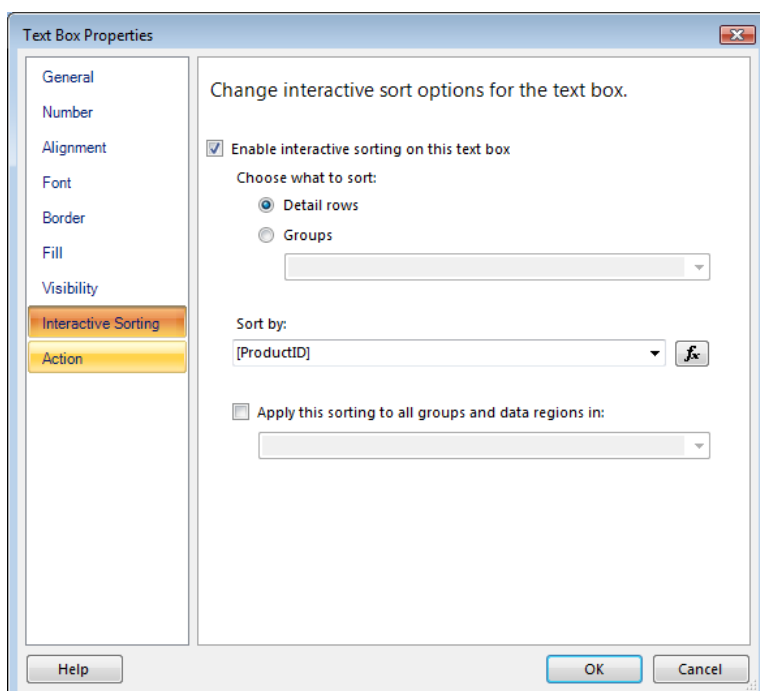 Text Box Properties
General
Number
Alignment
Font
Border
Fill
Visibility
Interactive Sorting
Action
Change interactive sort options for the text box.
Enable interactive sorting on this text box
Choose what to sort:
Detail rows
Groups
Sort by:
[ProductID]
fx
Apply this sorting to all groups and data regions in:
Help
OK
Cancel